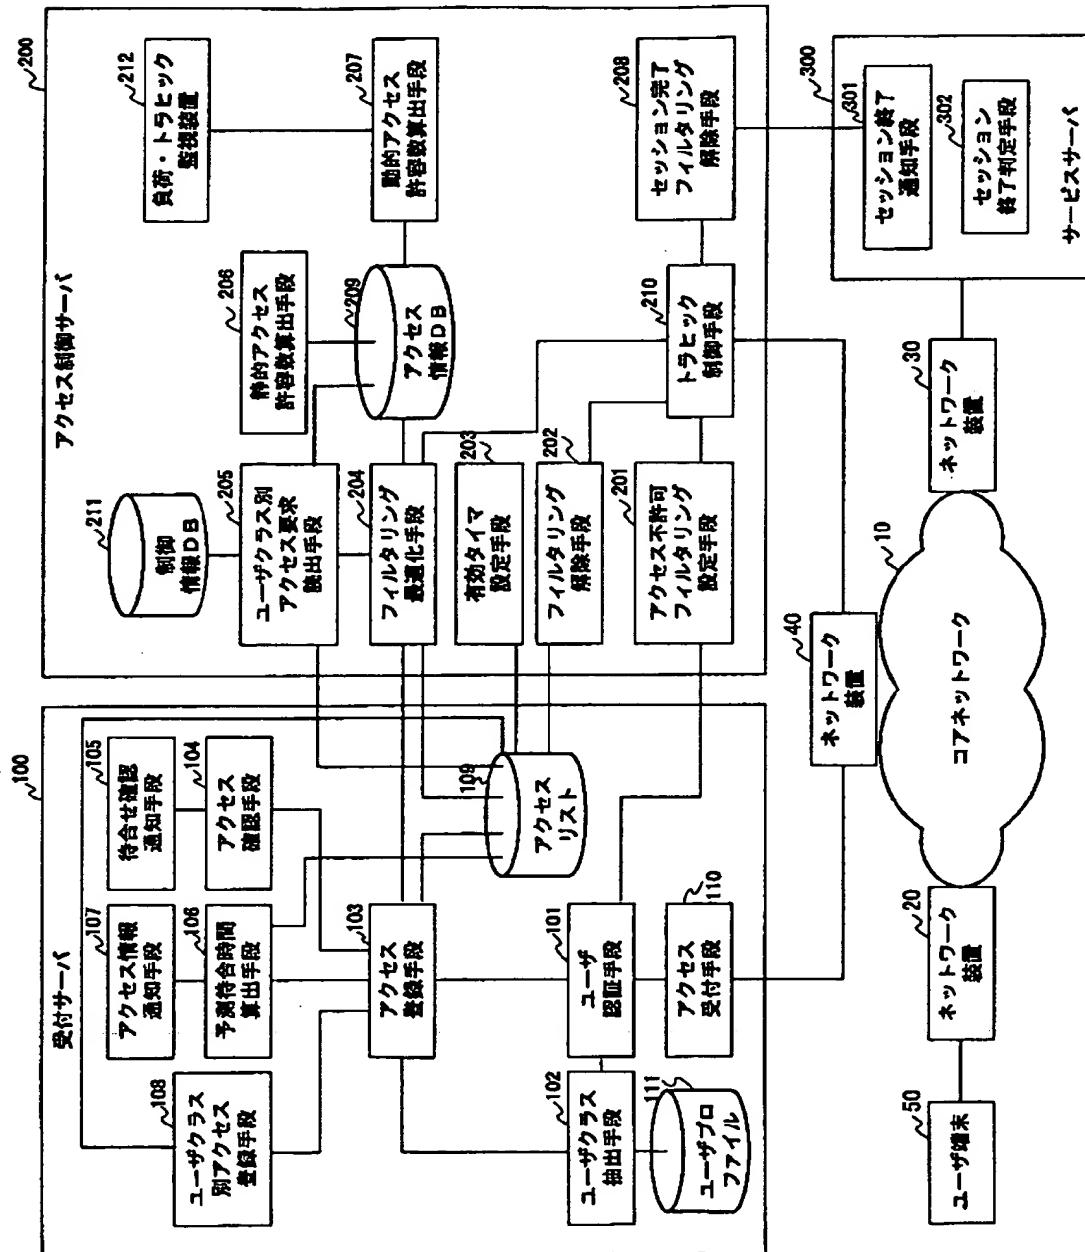 100
受付サーバ
108
ユーザクラス
別アクセス
登録手段
107
アクセス情報
通知手段
105
待合せ確認
通知手段
106
予測待合時間
算出手段
104
アクセス
確認手段
103
アクセス
登録手段
109
アクセス
リスト
102
ユーザクラス
抽出手段
101
ユーザ
認証手段
111
ユーザプロ
ファイル
110
アクセス
受付手段
200
アクセス制御サーバ
211
制御
情報DB
212
負荷・トラヒック
監視装置
205
ユーザクラス別
アクセス要求
読出手段
206
静的アクセス
許容数算出手段
204
フィルタリング
最適化手段
209
アクセス
情報DB
207
動的アクセス
許容数算出手段
203
有効タイマ
設定手段
202
フィルタリング
解除手段
201
アクセス不許可
フィルタリング
設定手段
210
トラヒック
制御手段
208
セッション完了
フィルタリング
解除手段
300
301
セッション終了
通知手段
302
セッション
終了判定手段
サービスサーバ
40
ネットワーク
装置
50
ユーザ端末
20
ネットワーク
装置
10
コアネットワーク
30
ネットワーク
装置